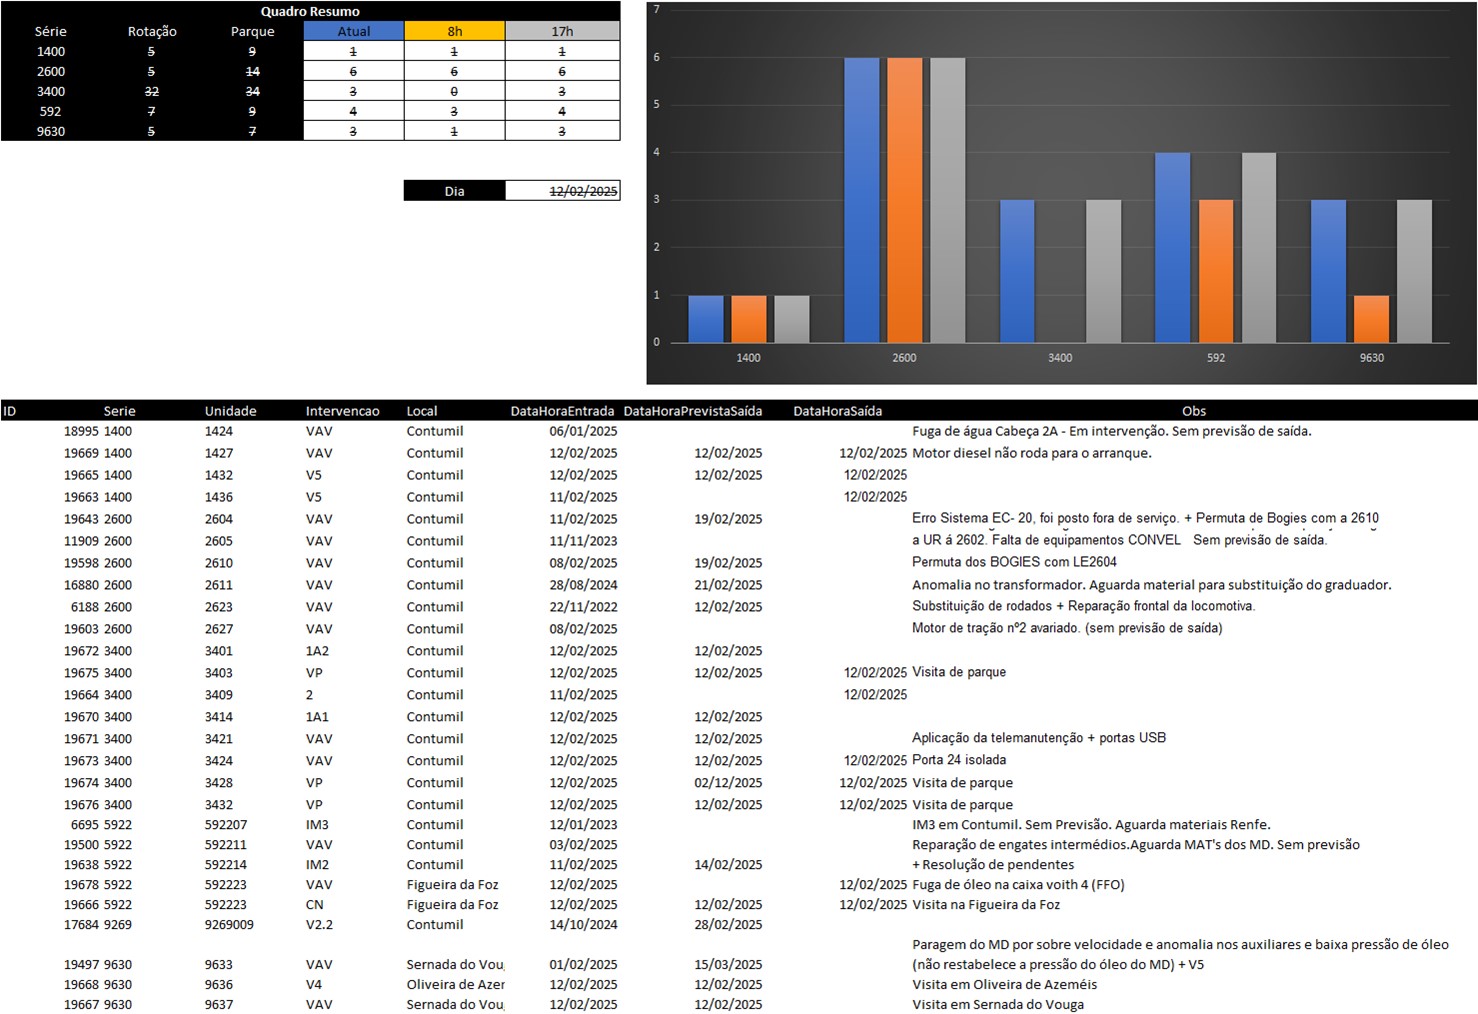 Quadro Resumo
Série Rotação Parque Atual 8h 17h
1400 5 9 1 1 1
2600 5 14 6 6 6
3400 32 34 3 0 3
592 7 9 4 3 4
9630 5 7 3 1 3
Dia 12/02/2025
7
6
5
4
3
2
1
0
1400 2600 3400 592 9630
ID Serie Unidade Intervencao Local DataHoraEntrada DataHoraPrevistaSaída DataHoraSaída Obs
18995 1400 1424 VAV Contumil 06/01/2025 Fuga de água Cabeça 2A - Em intervenção. Sem previsão de saída.
19669 1400 1427 VAV Contumil 12/02/2025 12/02/2025 12/02/2025 Motor diesel não roda para o arranque.
19665 1400 1432 V5 Contumil 12/02/2025 12/02/2025 12/02/2025
19663 1400 1436 V5 Contumil 11/02/2025 12/02/2025
19643 2600 2604 VAV Contumil 11/02/2025 19/02/2025 Erro Sistema EC- 20, foi posto fora de serviço. + Permuta de Bogies com a 2610
11909 2600 2605 VAV Contumil 11/11/2023 a UR á 2602. Falta de equipamentos CONVEL Sem previsão de saída.
19598 2600 2610 VAV Contumil 08/02/2025 19/02/2025 Permuta dos BOGIES com LE2604
16880 2600 2611 VAV Contumil 28/08/2024 21/02/2025 Anomalia no transformador. Aguarda material para substituição do graduador.
6188 2600 2623 VAV Contumil 22/11/2022 12/02/2025 Substituição de rodados + Reparação frontal da locomotiva.
19603 2600 2627 VAV Contumil 08/02/2025 Motor de tração nº2 avariado. (sem previsão de saída)
19672 3400 3401 1A2 Contumil 12/02/2025 12/02/2025
19675 3400 3403 VP Contumil 12/02/2025 12/02/2025 12/02/2025 Visita de parque
19664 3400 3409 2 Contumil 11/02/2025 12/02/2025
19670 3400 3414 1A1 Contumil 12/02/2025 12/02/2025
19671 3400 3421 VAV Contumil 12/02/2025 12/02/2025 Aplicação da telemanutenção + portas USB
19673 3400 3424 VAV Contumil 12/02/2025 12/02/2025 12/02/2025 Porta 24 isolada
19674 3400 3428 VP Contumil 12/02/2025 02/12/2025 12/02/2025 Visita de parque
19676 3400 3432 VP Contumil 12/02/2025 12/02/2025 12/02/2025 Visita de parque
6695 5922 592207 IM3 Contumil 12/01/2023 IM3 em Contumil. Sem Previsão. Aguarda materiais Renfe.
19500 5922 592211 VAV Contumil 03/02/2025 Reparação de engates intermédios.Aguarda MAT's dos MD. Sem previsão
19638 5922 592214 IM2 Contumil 11/02/2025 14/02/2025 + Resolução de pendentes
19678 5922 592223 VAV Figueira da Foz 12/02/2025 12/02/2025 Fuga de óleo na caixa voith 4 (FFO)
19666 5922 592223 CN Figueira da Foz 12/02/2025 12/02/2025 12/02/2025 Visita na Figueira da Foz
17684 9269 9269009 V2.2 Contumil 14/10/2024 28/02/2025
Paragem do MD por sobre velocidade e anomalia nos auxiliares e baixa pressão de óleo
19497 9630 9633 VAV Sernada do Vou 01/02/2025 15/03/2025 (não restabelece a pressão do óleo do MD) + V5
19668 9630 9636 V4 Oliveira de Azer 12/02/2025 12/02/2025 Visita em Oliveira de Azeméis
19667 9630 9637 VAV Sernada do Vou 12/02/2025 12/02/2025 Visita em Sernada do Vouga